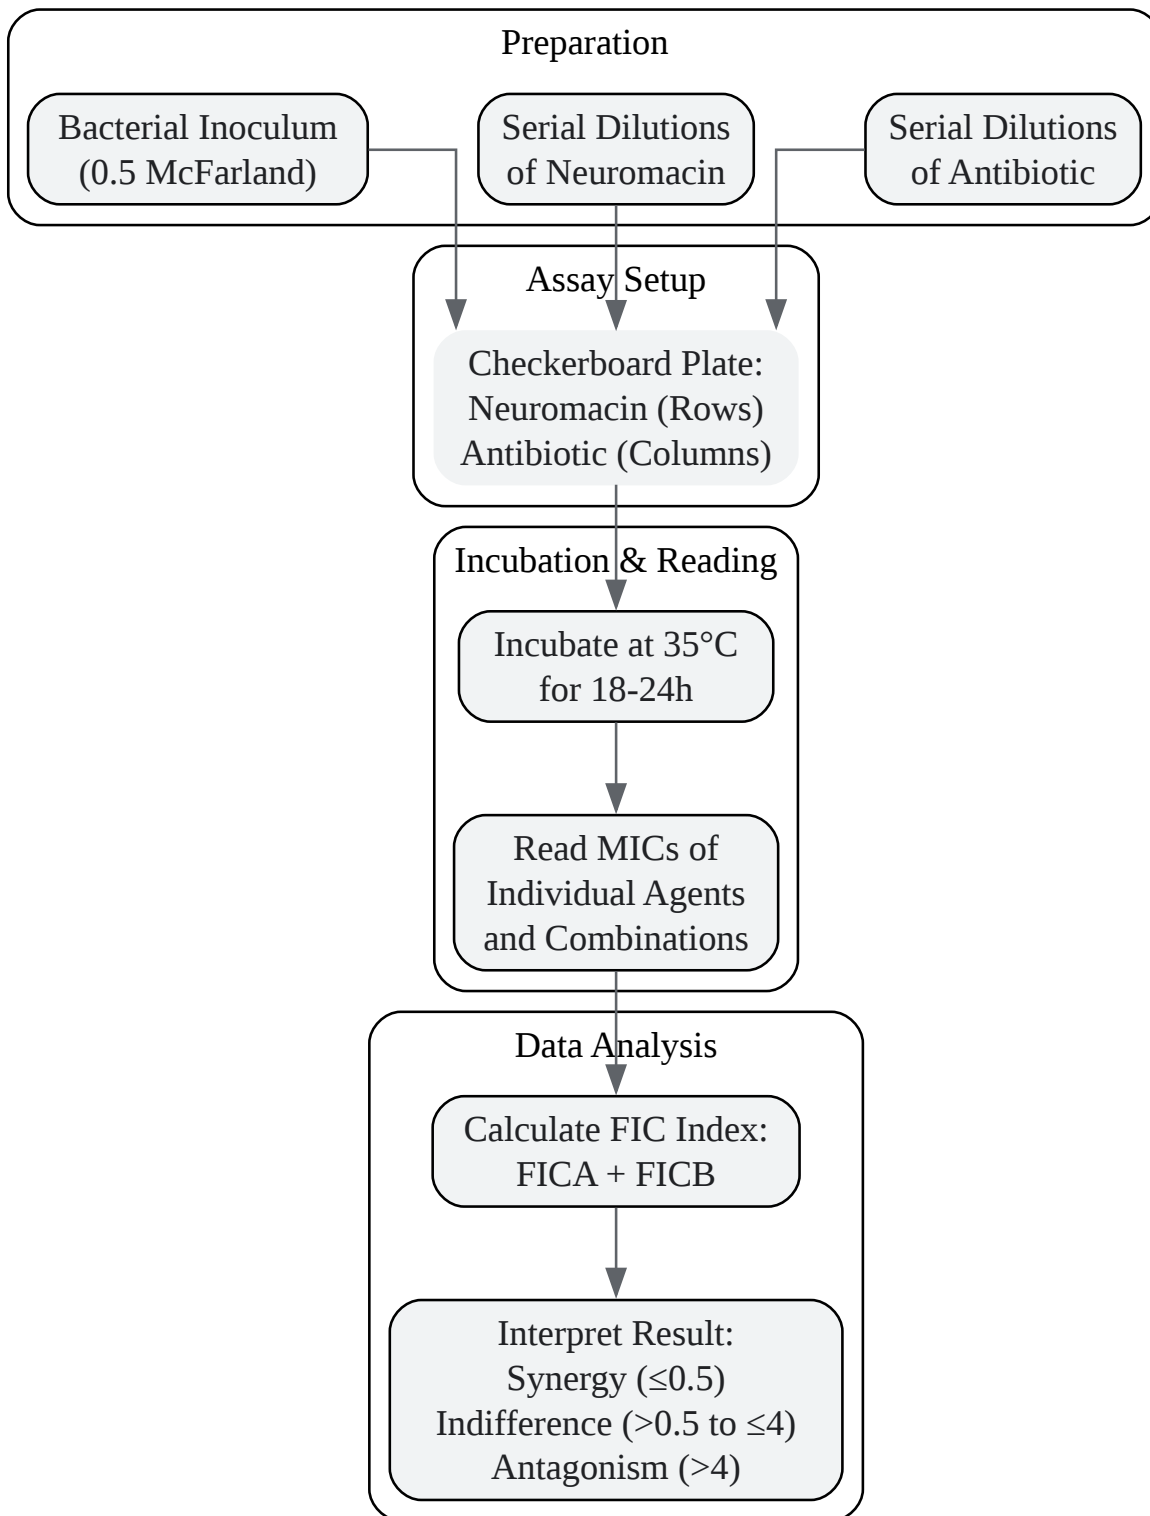 Preparation
Bacterial Inoculum
(0.5 McFarland)
Serial Dilutions
of Neuromacin
Serial Dilutions
of Antibiotic
Assay Setup
Checkerboard Plate:
Neuromacin (Rows)
Antibiotic (Columns)
Incubation & Reading
Incubate at 35°C
for 18-24h
Read MICs of
Individual Agents
and Combinations
Data Analysis
Calculate FIC Index:
FICA + FICB
Interpret Result:
Synergy (≤0.5)
Indifference (>0.5 to ≤4)
Antagonism (>4)